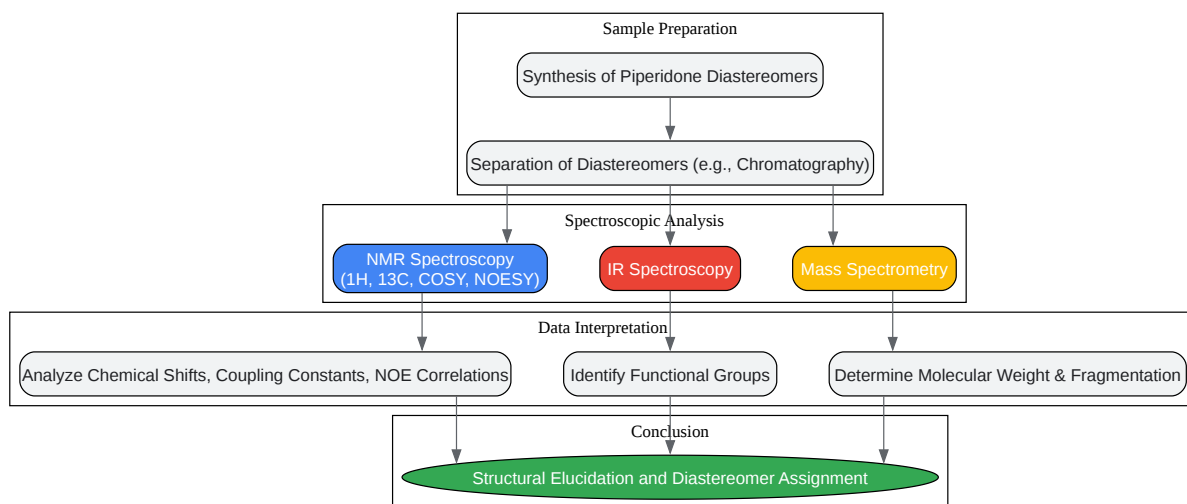 Sample Preparation
Synthesis of Piperidone Diastereomers
Separation of Diastereomers (e.g., Chromatography)
Spectroscopic Analysis
NMR Spectroscopy
(1H, 13C, COSY, NOESY)
IR Spectroscopy
Mass Spectrometry
Data Interpretation
Analyze Chemical Shifts, Coupling Constants, NOE Correlations
Identify Functional Groups
Determine Molecular Weight & Fragmentation
Conclusion
Structural Elucidation and Diastereomer Assignment